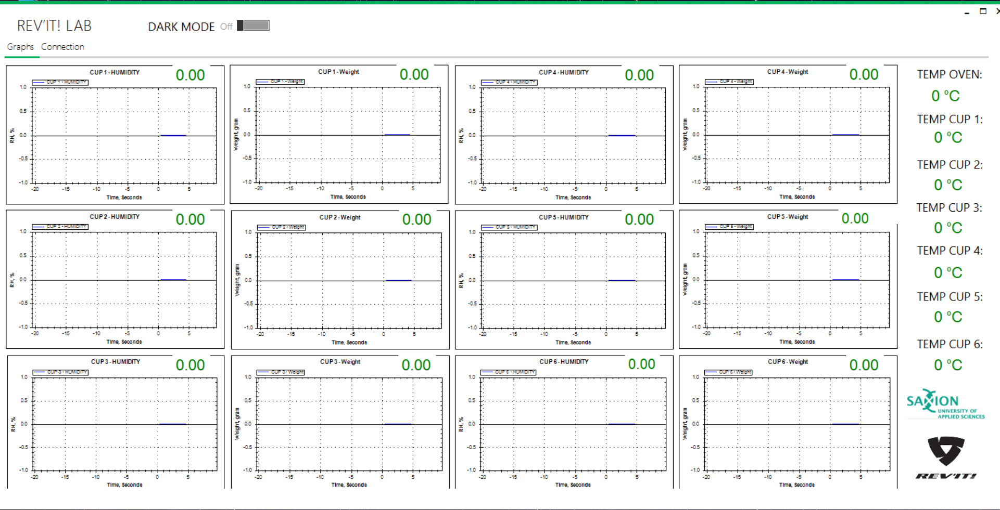 REV'IT! LAB
DARK MODE Off
Graphs Connection
CUP 1 - HUMIDITY 0.00
CUP 1 - HUMIDITY
1.0
0.5
0.0
-0.5
-1.0
RH, %
-20 -15 -10 -5 0 5
Time, Seconds
CUP 1 - Weight 0.00
CUP 1 - Weight
1.0
0.5
0.0
-0.5
-1.0
Weight, gram
-20 -15 -10 -5 0 5
Time, Seconds
CUP 4 - HUMIDITY 0.00
CUP 4 - HUMIDITY
1.0
0.5
0.0
-0.5
-1.0
RH, %
-20 -15 -10 -5 0 5
Time, Seconds
CUP 4 - Weight 0.00
CUP 4 - Weight
1.0
0.5
0.0
-0.5
-1.0
Weight, gram
-20 -15 -10 -5 0 5
Time, Seconds
CUP 2 - HUMIDITY 0.00
CUP 2 - HUMIDITY
1.0
0.5
0.0
-0.5
-1.0
RH, %
-20 -15 -10 -5 0 5
Time, Seconds
CUP 2 - Weight 0.00
CUP 2 - Weight
1.0
0.5
0.0
-0.5
-1.0
Weight, gram
-20 -15 -10 -5 0 5
Time, Seconds
CUP 5 - HUMIDITY 0.00
CUP 5 - HUMIDITY
1.0
0.5
0.0
-0.5
-1.0
RH, %
-20 -15 -10 -5 0 5
Time, Seconds
CUP 5 - Weight 0.00
CUP 5 - Weight
1.0
0.5
0.0
-0.5
-1.0
Weight, gram
-20 -15 -10 -5 0 5
Time, Seconds
CUP 3 - HUMIDITY 0.00
CUP 3 - HUMIDITY
1.0
0.5
0.0
-0.5
-1.0
RH, %
-20 -15 -10 -5 0 5
Time, Seconds
CUP 3 - Weight 0.00
CUP 3 - Weight
1.0
0.5
0.0
-0.5
-1.0
Weight, gram
-20 -15 -10 -5 0 5
Time, Seconds
CUP 6 - HUMIDITY 0.00
CUP 6 - HUMIDITY
1.0
0.5
0.0
-0.5
-1.0
RH, %
-20 -15 -10 -5 0 5
Time, Seconds
CUP 6 - Weight 0.00
CUP 6 - Weight
1.0
0.5
0.0
-0.5
-1.0
Weight, gram
-20 -15 -10 -5 0 5
Time, Seconds
TEMP OVEN:
0 ºC
TEMP CUP 1:
0 ºC
TEMP CUP 2:
0 ºC
TEMP CUP 3:
0 ºC
TEMP CUP 4:
0 ºC
TEMP CUP 5:
0 ºC
TEMP CUP 6:
0 ºC
SAXION
UNIVERSITY OF
APPLIED SCIENCES
REV'IT!